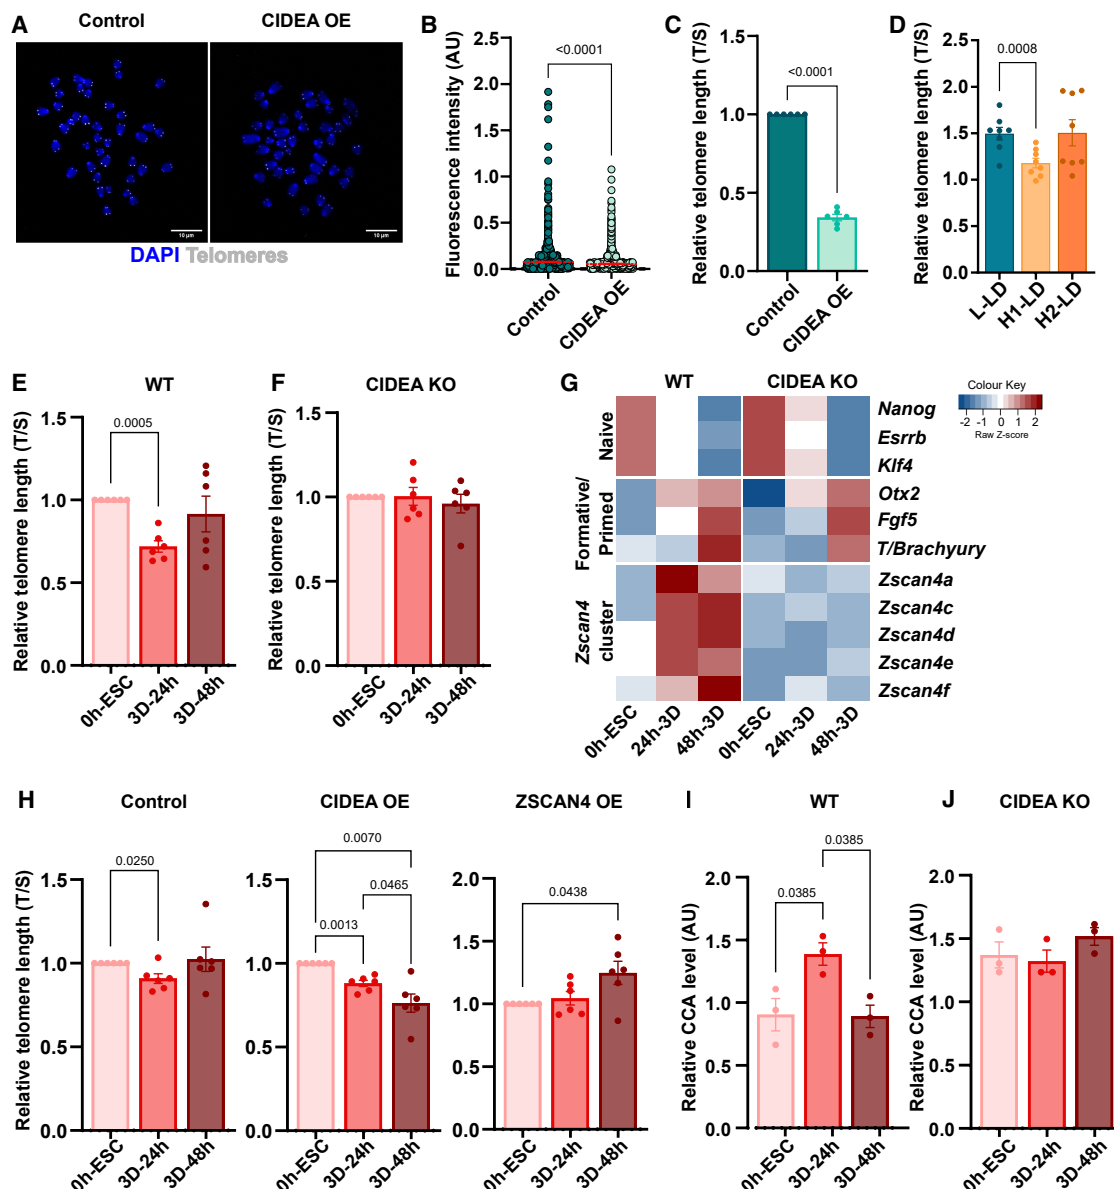 A
Control
CIDEA OE
10 µm
10 µm
DAPI Telomeres
B
Fluorescence intensity (AU)
2.5
2.0
1.5
1.0
0.5
0.0
<0.0001
Control
CIDEA OE
C
Relative telomere length (T/S)
1.5
1.0
0.5
0.0
<0.0001
Control
CIDEA OE
D
Relative telomere length (T/S)
2.5
2.0
1.5
1.0
0.5
0.0
0.0008
L-LD
H1-LD
H2-LD
E
WT
Relative telomere length (T/S)
1.5
1.0
0.5
0.0
0.0005
0h-ESC
3D-24h
3D-48h
F
CIDEA KO
Relative telomere length (T/S)
1.5
1.0
0.5
0.0
0h-ESC
3D-24h
3D-48h
G
WT
CIDEA KO
Colour Key
-2 -1 0 1 2
Raw Z-score
Naive
Formative/
Primed
Zscan4
cluster
Nanog
Esrrb
Klf4
Otx2
Fgf5
T/Brachyury
Zscan4a
Zscan4c
Zscan4d
Zscan4e
Zscan4f
0h-ESC
24h-3D
48h-3D
0h-ESC
24h-3D
48h-3D
H
Control
Relative telomere length (T/S)
1.5
1.0
0.5
0.0
0.0250
0h-ESC
3D-24h
3D-48h
CIDEA OE
1.5
1.0
0.5
0.0
0.0070
0.0465
0.0013
0h-ESC
3D-24h
3D-48h
ZSCAN4 OE
2.0
1.5
1.0
0.5
0.0
0.0438
0h-ESC
3D-24h
3D-48h
I
WT
Relative CCA level (AU)
2.0
1.5
1.0
0.5
0.0
0.0385
0.0385
0h-ESC
3D-24h
3D-48h
J
CIDEA KO
Relative CCA level (AU)
2.0
1.5
1.0
0.5
0.0
0h-ESC
3D-24h
3D-48h